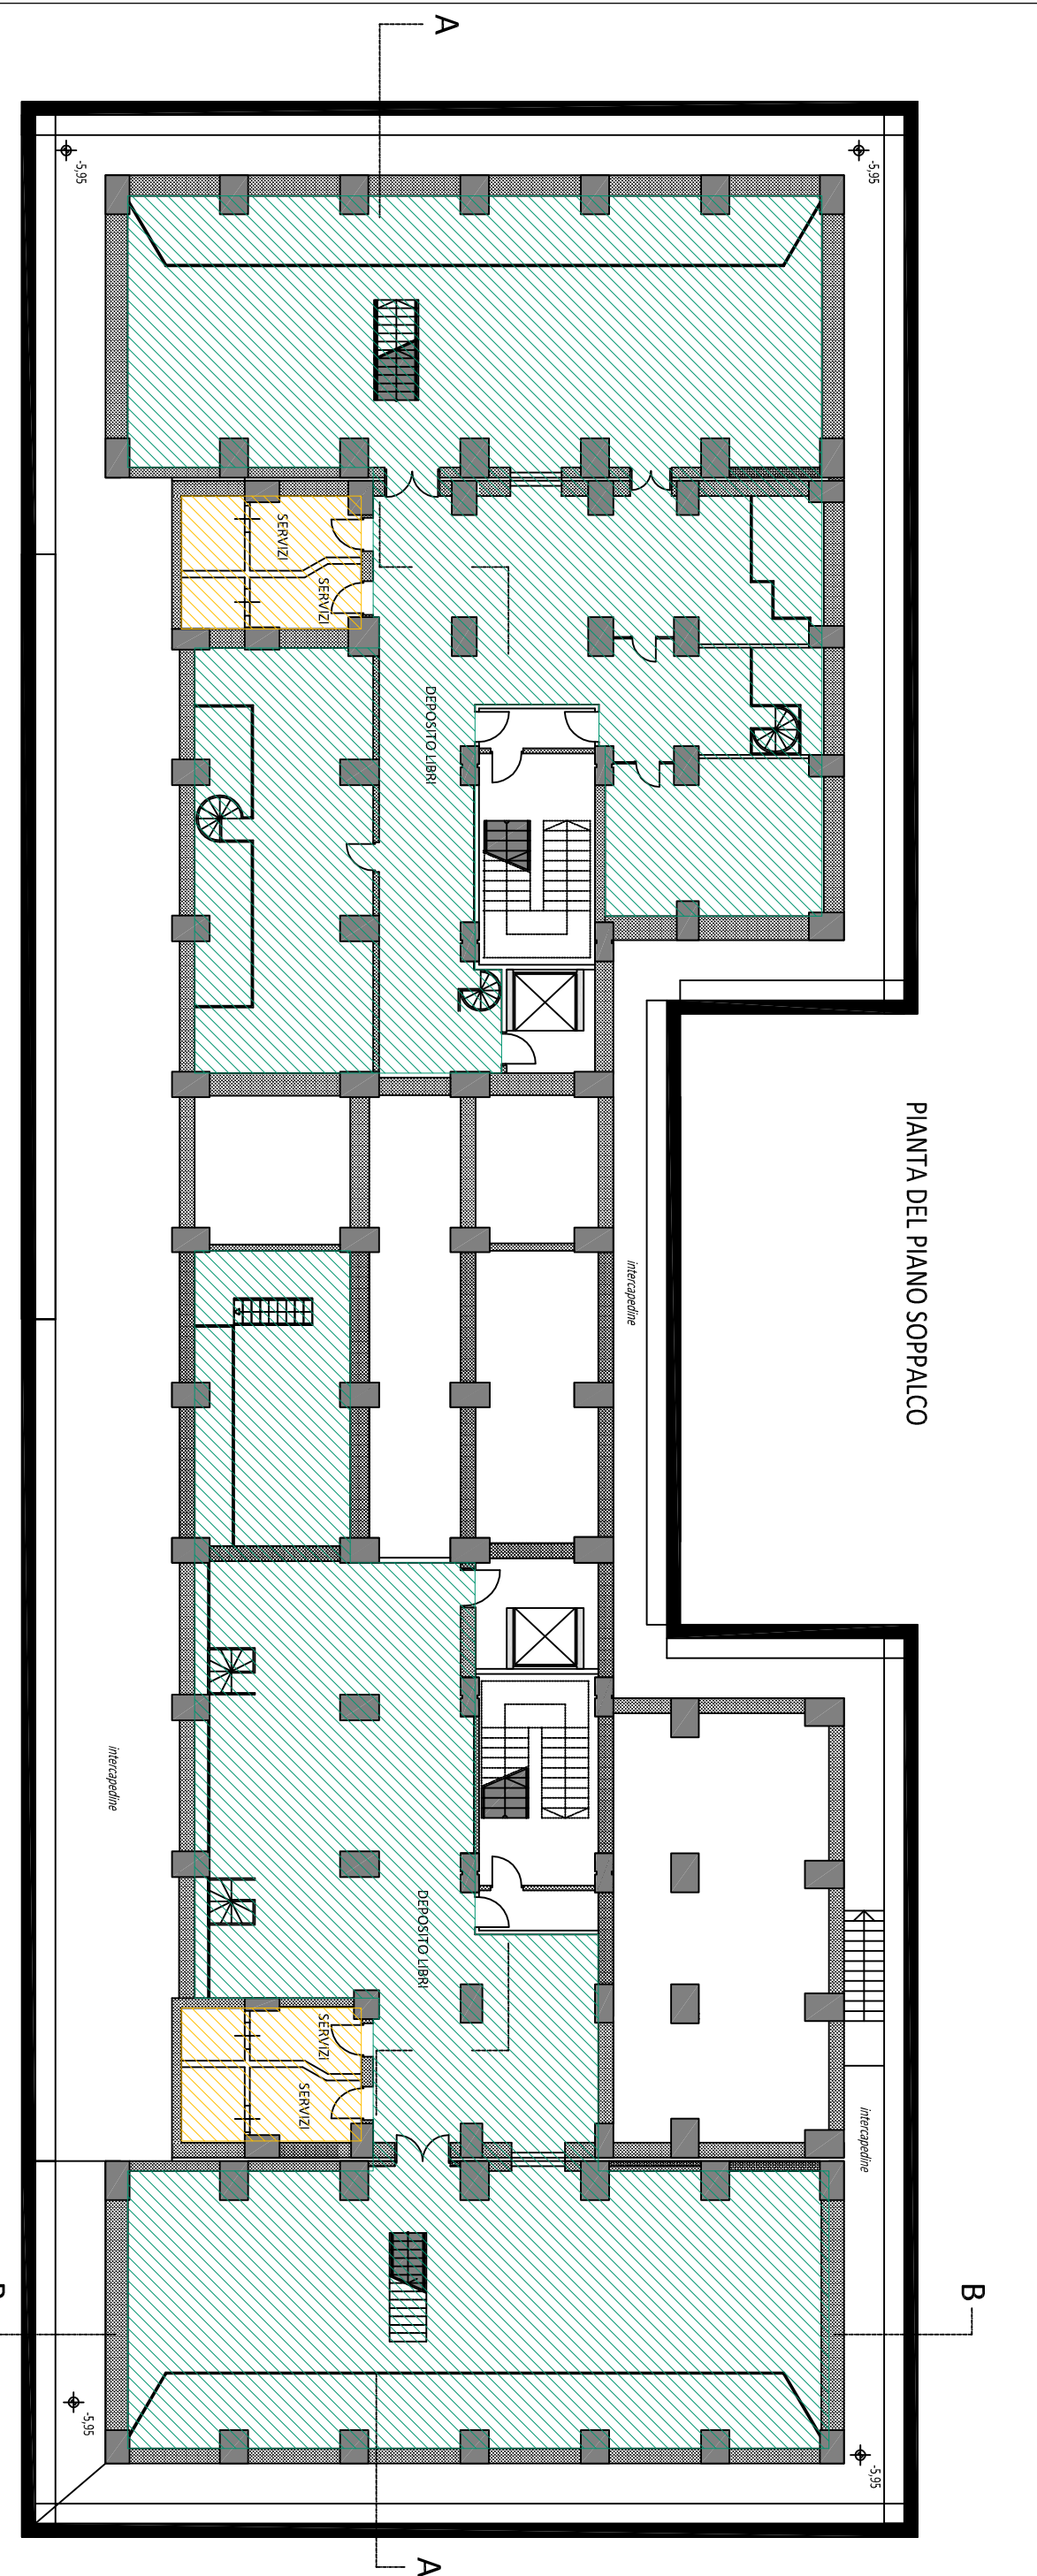 PIANTA DEL PIANO SOPPALCO
A
-5,95
-5,95
SERVIZI
SERVIZI
DEPOSITO LIBRI
intercapedine
intercapedine
DEPOSITO LIBRI
SERVIZI
SERVIZI
intercapedine
B
-5,95
-5,95
A